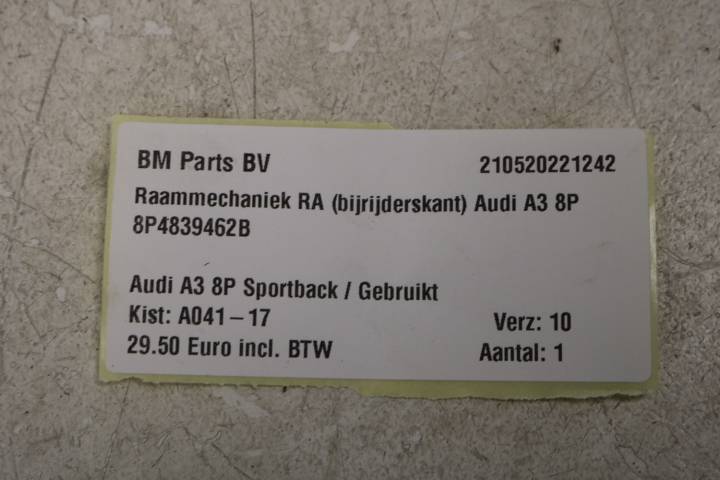 BM Parts BV 210520221242
Raammechaniek RA (bijrijderskant) Audi A3 8P
8P4839462B
Audi A3 8P Sportback / Gebruikt
Kist: A041-17 Verz: 10
29.50 Euro incl. BTW Aantal: 1